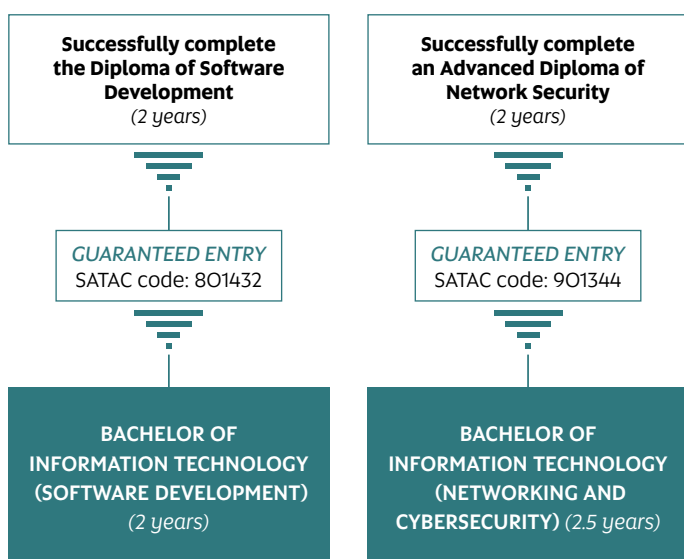 Successfully complete
the Diploma of Software
Development
(2 years)
GUARANTEED ENTRY
SATAC code: 801432
BACHELOR OF
INFORMATION TECHNOLOGY
(SOFTWARE DEVELOPMENT)
(2 years)
Successfully complete
an Advanced Diploma of
Network Security
(2 years)
GUARANTEED ENTRY
SATAC code: 901344
BACHELOR OF
INFORMATION TECHNOLOGY
(NETWORKING AND
CYBERSECURITY) (2.5 years)